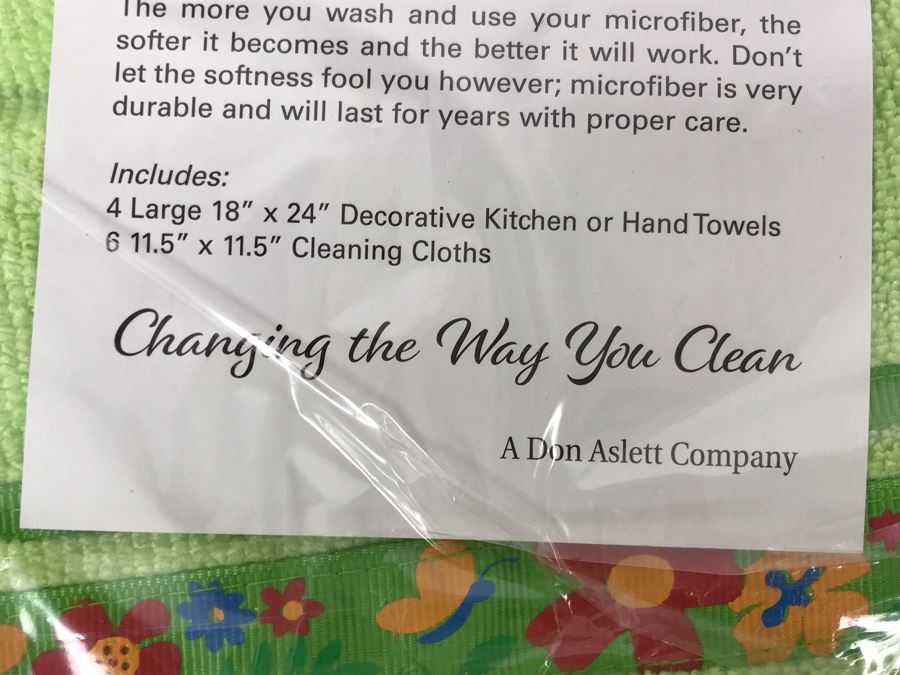 The more you wash and use your microfiber, the
softer it becomes and the better it will work. Don't
let the softness fool you however; microfiber is very
durable and will last for years with proper care.
Includes:
4 Large 18" x 24" Decorative Kitchen or Hand Towels
6 11.5" x 11.5" Cleaning Cloths
Changing the Way You Clean
A Don Aslett Company